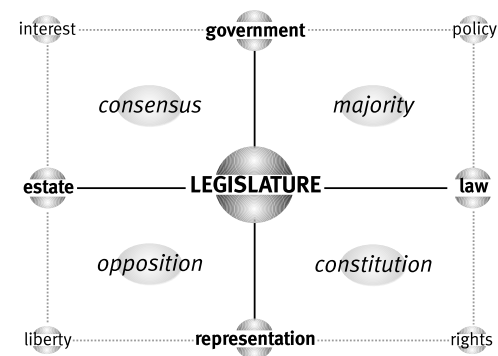 interest government policy
consensus majority
estate LEGISLATURE law
opposition constitution
liberty representation rights